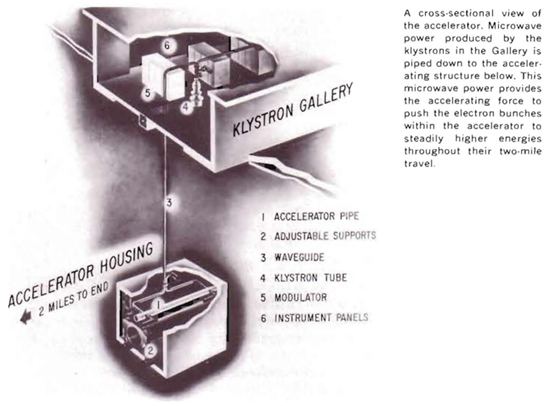 A cross-sectional view of
the accelerator. Microwave
power produced by the
klystrons in the Gallery is
piped down to the acceler-
ating structure below. This
microwave power provides
the accelerating force to
push the electron bunches
within the accelerator to
steadily higher energies
throughout their two-mile
travel.
6
5
4
KLYSTRON GALLERY
3
ACCELERATOR HOUSING
2 MILES TO END
1
2
1 ACCELERATOR PIPE
2 ADJUSTABLE SUPPORTS
3 WAVEGUIDE
4 KLYSTRON TUBE
5 MODULATOR
6 INSTRUMENT PANELS